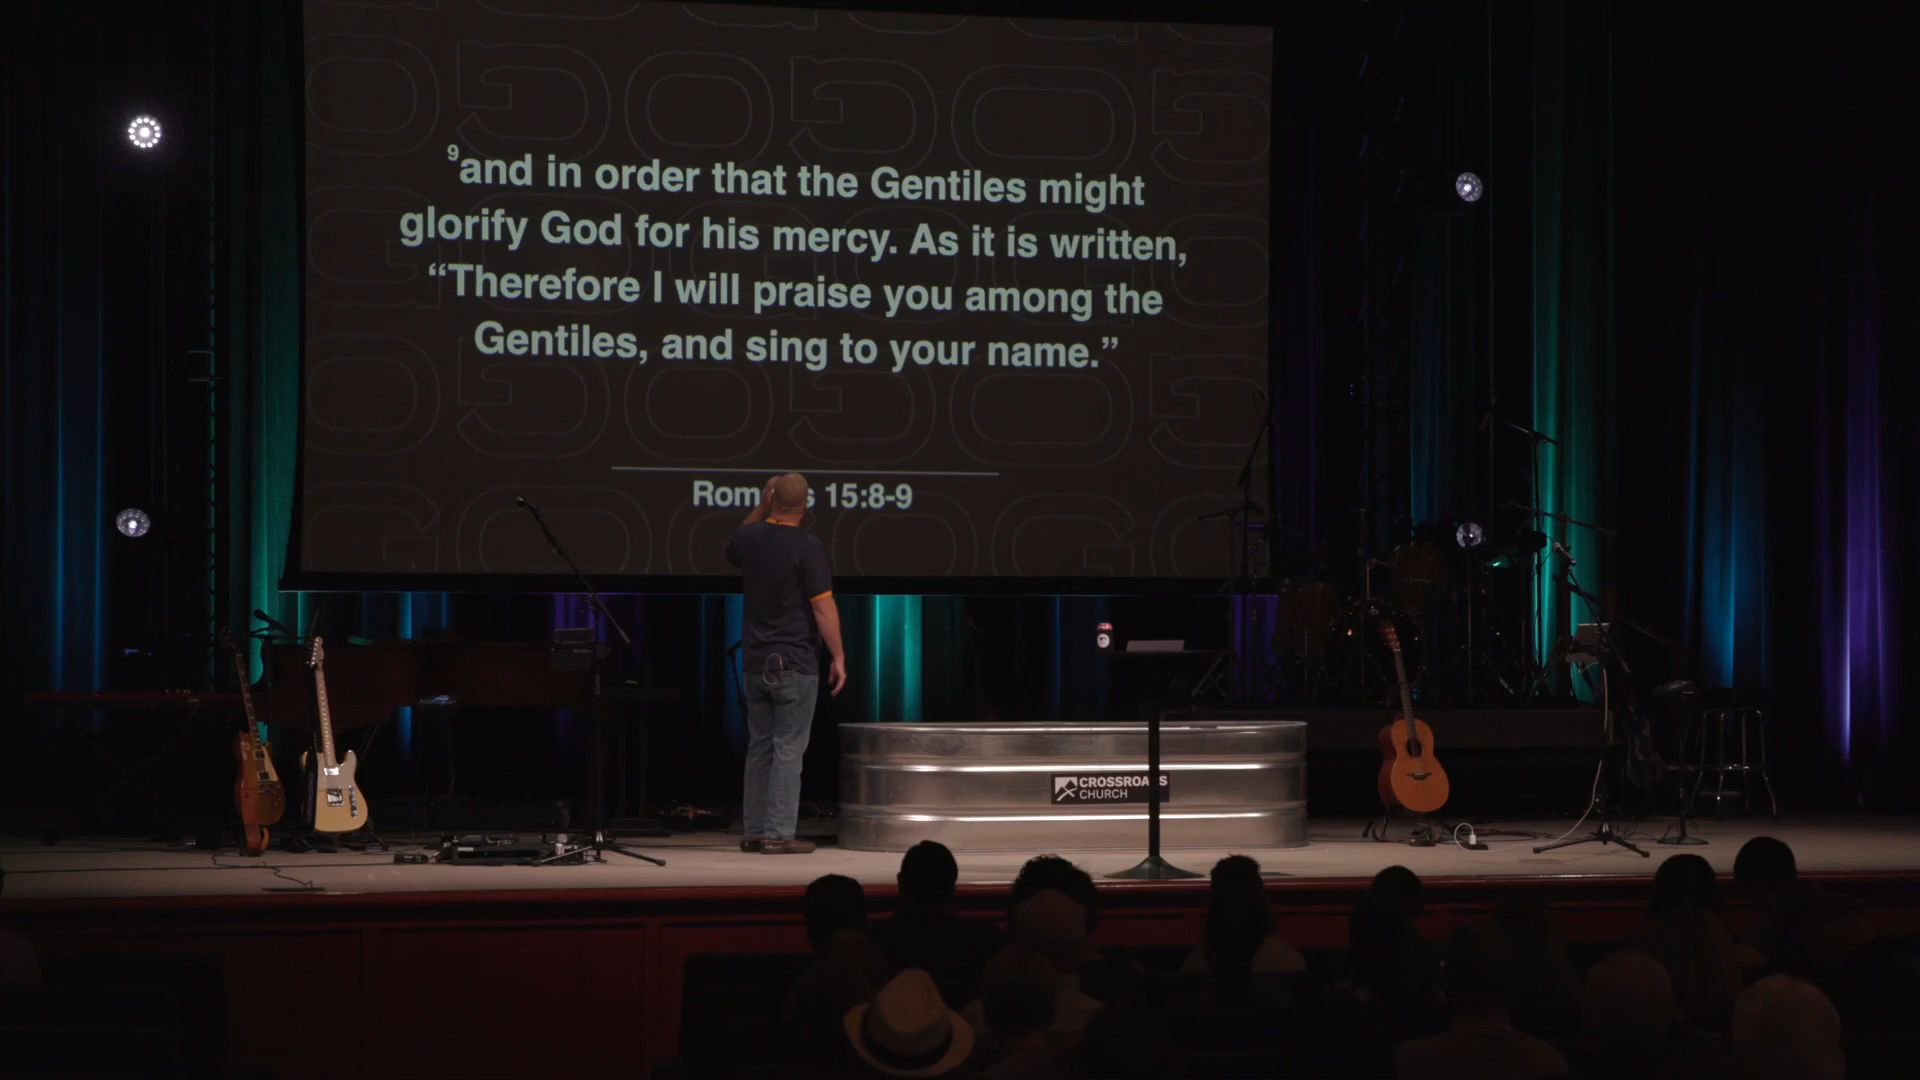 9and in order that the Gentiles might
glorify God for his mercy. As it is written,
“Therefore I will praise you among the
Gentiles, and sing to your name.”
15:8-9
CROSSROADS
CHURCH